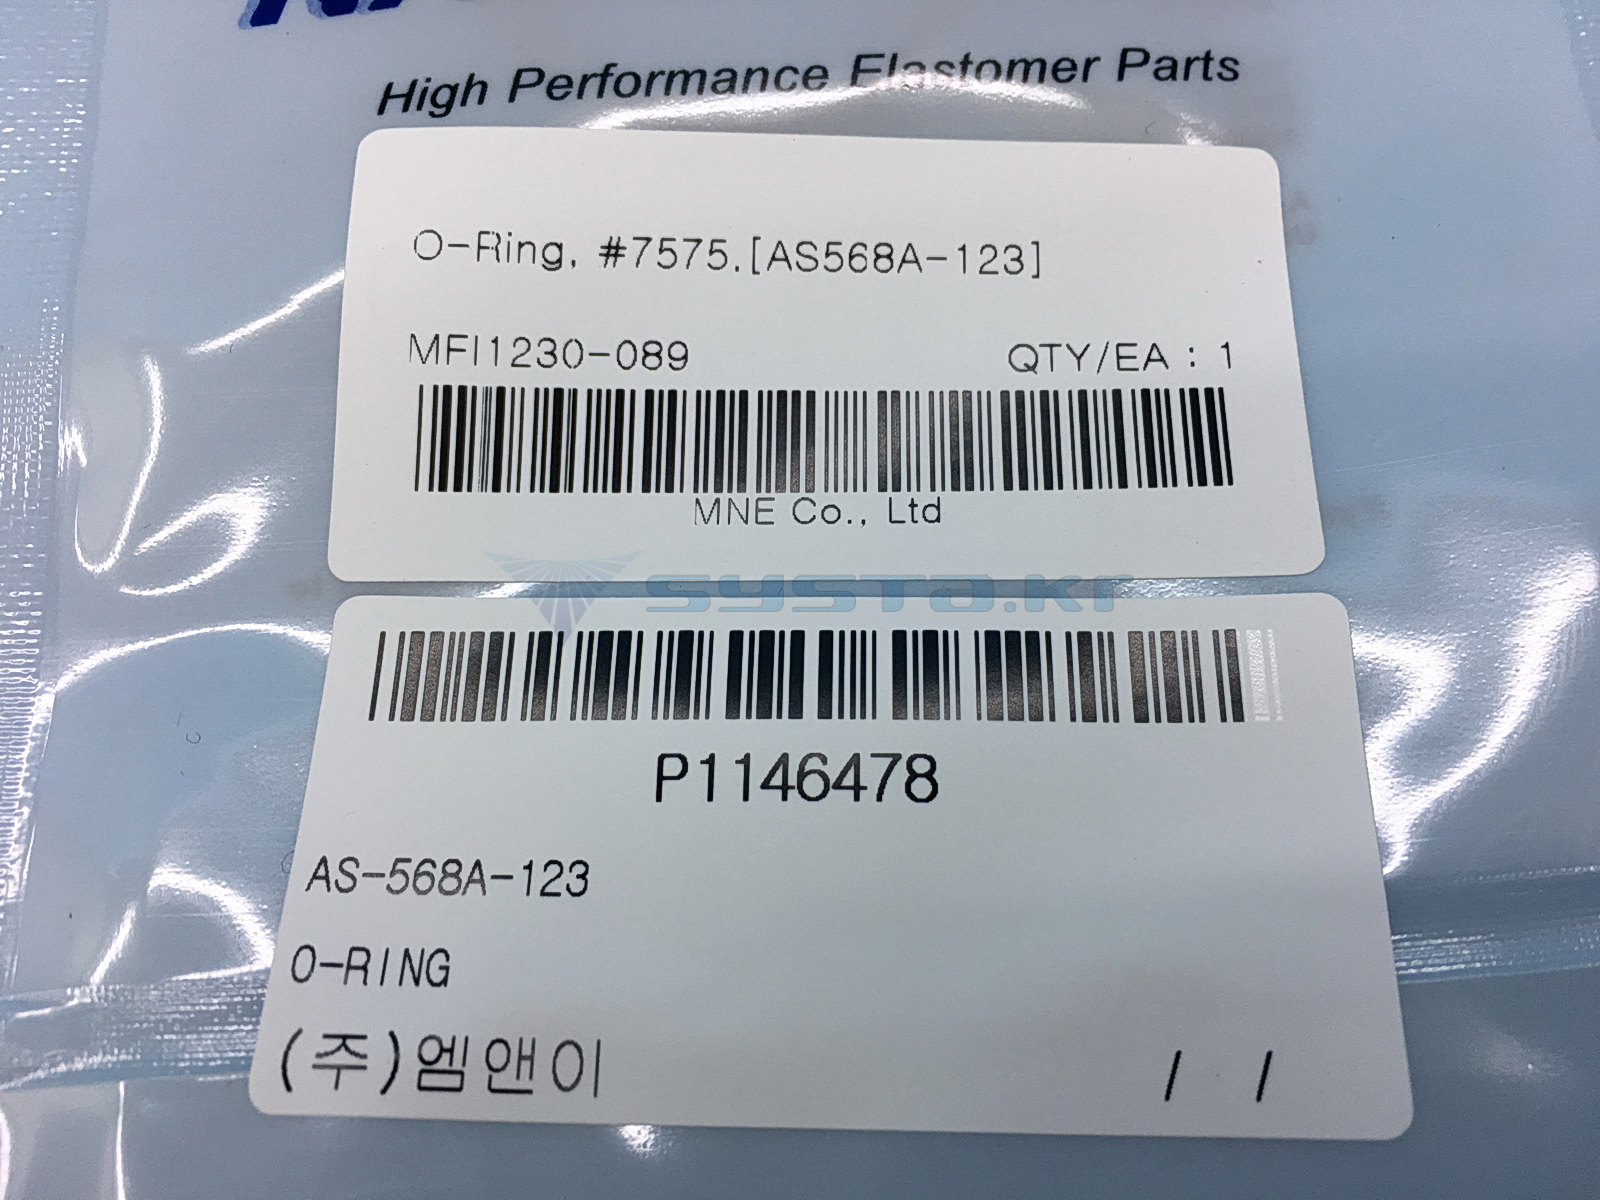 High Performance Elastomer Parts
O-Ring, #7575,[AS568A-123]
MFI1230-089 QTY/EA : 1
MNE Co., Ltd
systa.kr
P1146478
AS-568A-123
O-RING
(주)엠앤이 / /